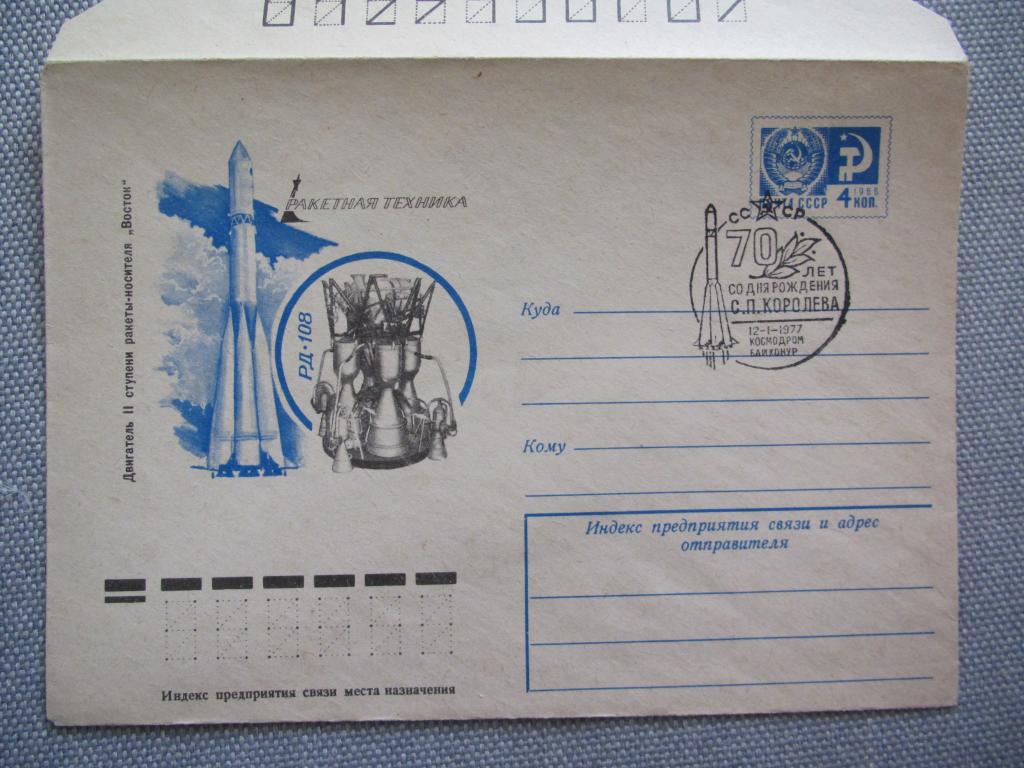 Двигатель II ступени ракеты-носителя „Восток"
РАКЕТНАЯ ТЕХНИКА
РД-108
1966
4 КОП.
СССР
СССР
70
ЛЕТ
СО ДНЯ РОЖДЕНИЯ
С.П. КОРОЛЕВА
12-1-1977
КОСМОДРОМ
БАЙКОНУР
Куда
Кому
Индекс предприятия связи и адрес
отправителя
Индекс предприятия связи места назначения